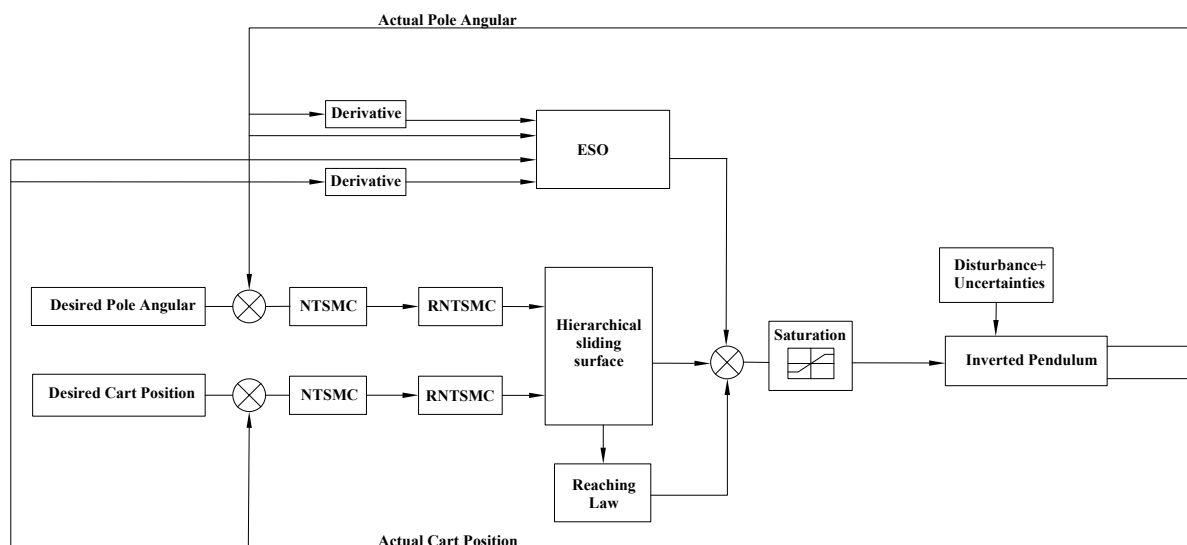 Actual Pole Angular
Derivative
ESO
Derivative
Disturbance+
Uncertainties
Desired Pole Angular
NTSMC
RNTSMC
Hierarchical
sliding
surface
Saturation
Inverted Pendulum
Desired Cart Position
NTSMC
RNTSMC
Reaching
Law
Actual Cart Position